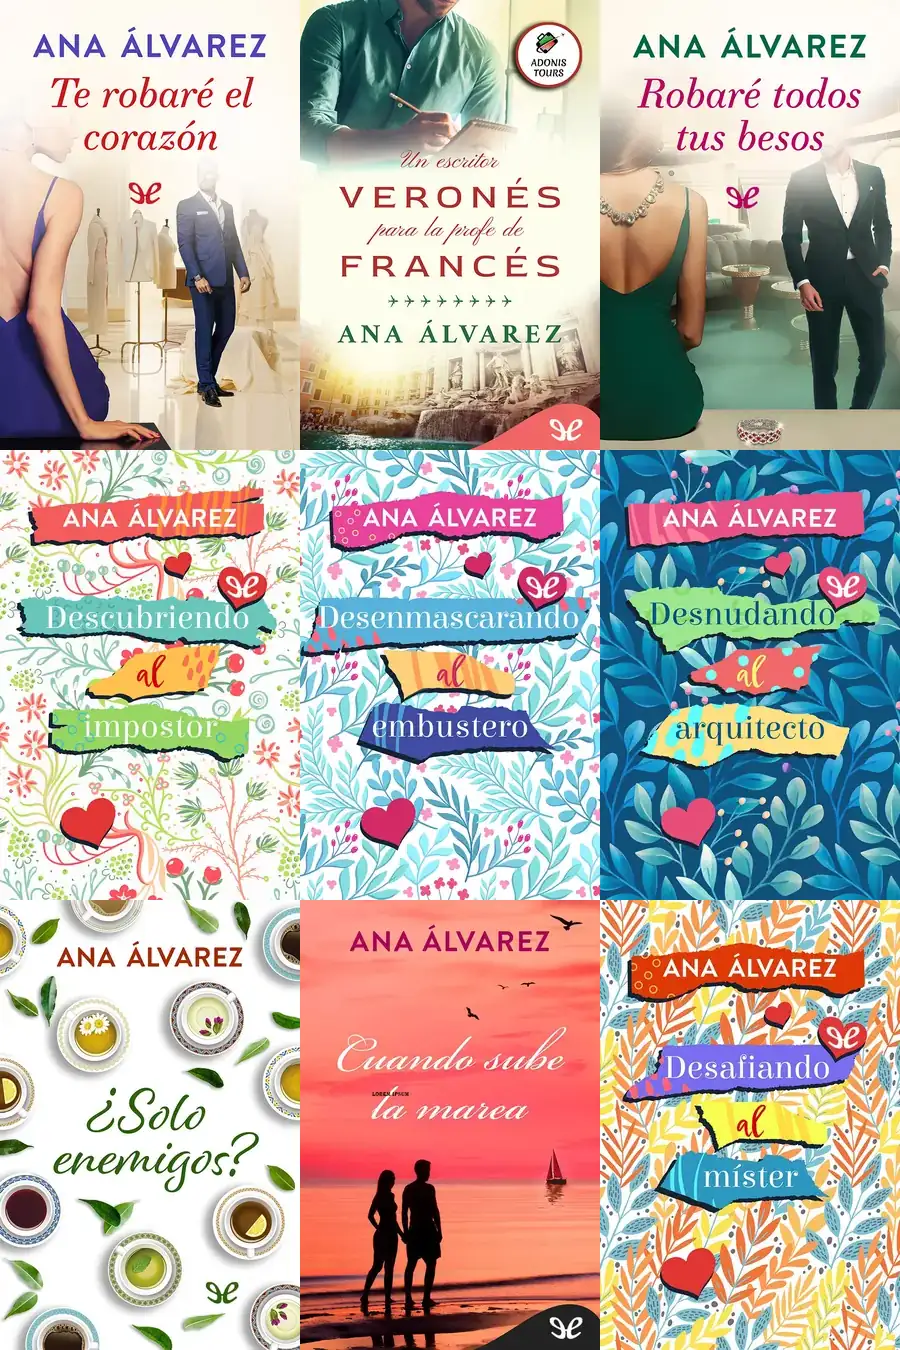 ANA ÁLVAREZ
Te robaré el
corazón
ADONIS
TOURS
Un escritor
VERONÉS
para la profe de
FRANCÉS
ANA ÁLVAREZ
ANA ÁLVAREZ
Robaré todos
tus besos
ANA ÁLVAREZ
Descubriendo
al
impostor
ANA ÁLVAREZ
Desenmascarando
al
embustero
ANA ÁLVAREZ
Desnudando
al
arquitecto
ANA ÁLVAREZ
¿Solo
enemigos?
ANA ÁLVAREZ
Cuando sube
LOREM IPSUM
la marea
ANA ÁLVAREZ
Desafiando
al
míster